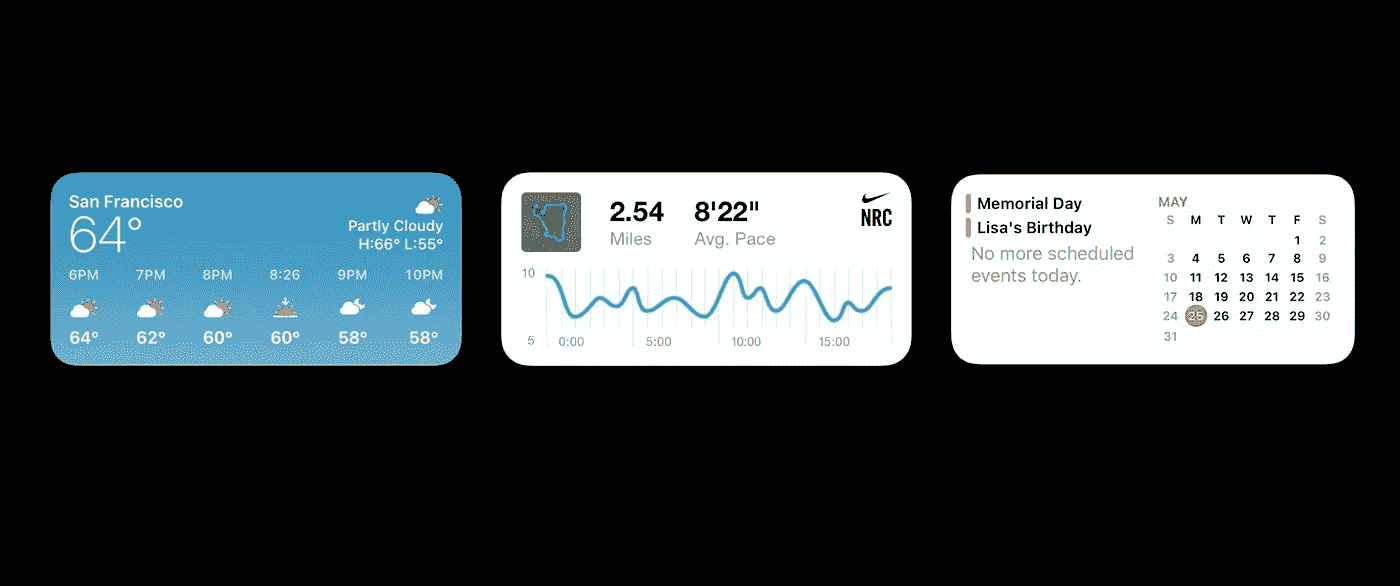 San Francisco
64°
Partly Cloudy
H:66° L:55°
6PM 7PM 8PM 8:26 9PM 10PM
64° 62° 60° 60° 58° 58°
2.54 8'22"
Miles Avg. Pace
NRC
10
5 0:00 5:00 10:00 15:00
Memorial Day
Lisa's Birthday
No more scheduled
events today.
MAY
S M T W T F S
1 2
3 4 5 6 7 8 9
10 11 12 13 14 15 16
17 18 19 20 21 22 23
24 25 26 27 28 29 30
31